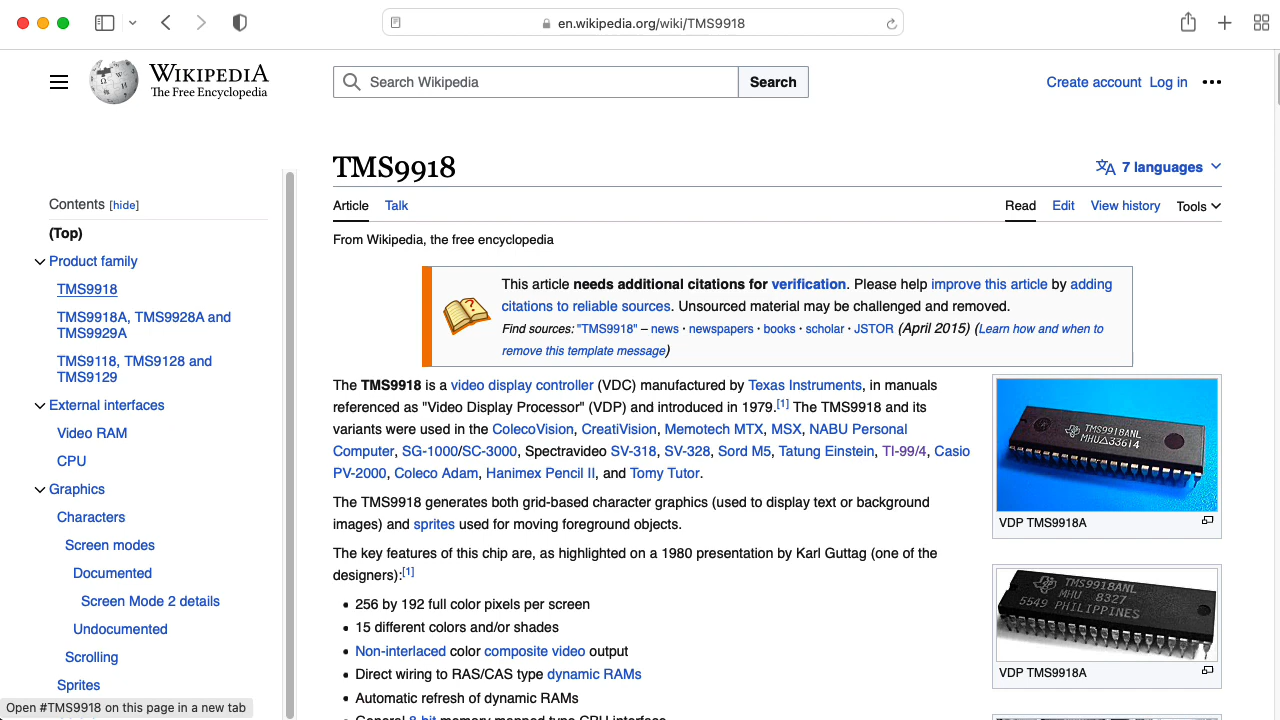 en.wikipedia.org/wiki/TMS9918
WIKIPEDIA
The Free Encyclopedia
Search Wikipedia
Search
Create account Log in
Contents [hide]
(Top)
Product family
TMS9918
TMS9918A, TMS9928A and
TMS9929A
TMS9118, TMS9128 and
TMS9129
External interfaces
Video RAM
CPU
Graphics
Characters
Screen modes
Documented
Screen Mode 2 details
Undocumented
Scrolling
Sprites
Open #TMS9918 on this page in a new tab
TMS9918
7 languages
Article Talk
Read Edit View history Tools
From Wikipedia, the free encyclopedia
This article needs additional citations for verification. Please help improve this article by adding
citations to reliable sources. Unsourced material may be challenged and removed.
Find sources: "TMS9918" – news · newspapers · books · scholar · JSTOR (April 2015) (Learn how and when to
remove this template message)
The TMS9918 is a video display controller (VDC) manufactured by Texas Instruments, in manuals
referenced as "Video Display Processor" (VDP) and introduced in 1979.[1] The TMS9918 and its
variants were used in the ColecoVision, CreatiVision, Memotech MTX, MSX, NABU Personal
Computer, SG-1000/SC-3000, Spectravideo SV-318, SV-328, Sord M5, Tatung Einstein, TI-99/4, Casio
PV-2000, Coleco Adam, Hanimex Pencil II, and Tomy Tutor.
The TMS9918 generates both grid-based character graphics (used to display text or background
images) and sprites used for moving foreground objects.
The key features of this chip are, as highlighted on a 1980 presentation by Karl Guttag (one of the
designers):[1]
• 256 by 192 full color pixels per screen
• 15 different colors and/or shades
• Non-interlaced color composite video output
• Direct wiring to RAS/CAS type dynamic RAMs
• Automatic refresh of dynamic RAMs
• General 8-bit memory mapped type CPU interface
TMS9918ANL
MHUΔ33614
VDP TMS9918A
TMS9918ANL
MHU 8327
5549 PHILIPPINES
VDP TMS9918A